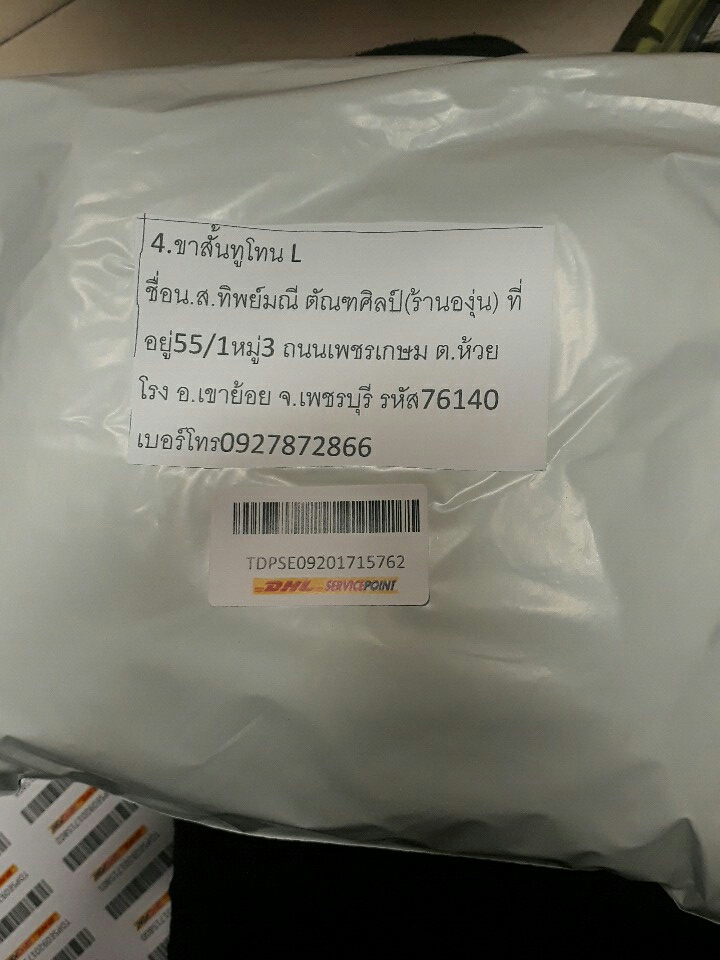 4.ขาสั้นทูโทน L
ชื่อน.ส.ทิพย์มณี ตัณฑศิลป์(ร้านองุ่น) ที่
อยู่55/1หมู่3 ถนนเพชรเกษม ต.ห้วย
โรง อ.เขาย้อย จ.เพชรบุรี รหัส76140
เบอร์โทร0927872866
TDPSE09201715762
DHL SERVICEPOINT